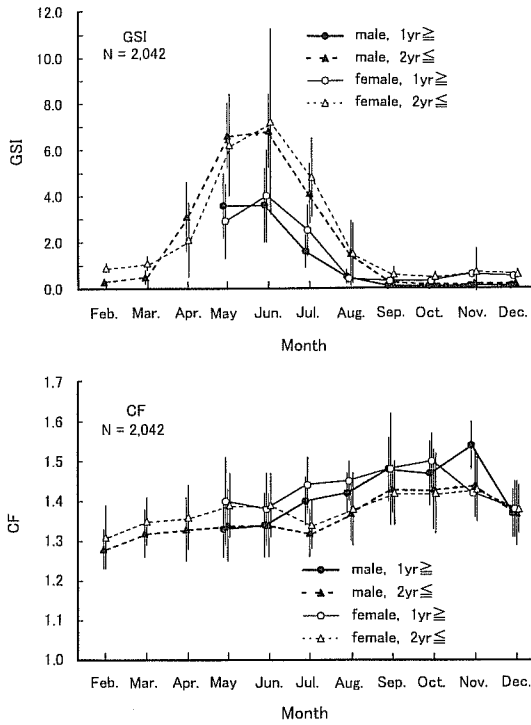 12.0
10.0
8.0
6.0
4.0
2.0
0.0
GSI
GSI
N = 2,042
male, 1yr≧
male, 2yr≦
female, 1yr≧
female, 2yr≦
Feb. Mar. Apr. May Jun. Jul. Aug. Sep. Oct. Nov. Dec.
Month
1.7
1.6
1.5
1.4
1.3
1.2
1.1
1.0
CF
CF
N = 2,042
male, 1yr≧
male, 2yr≦
female, 1yr≧
female, 2yr≦
Feb. Mar. Apr. May Jun. Jul. Aug. Sep. Oct. Nov. Dec.
Month